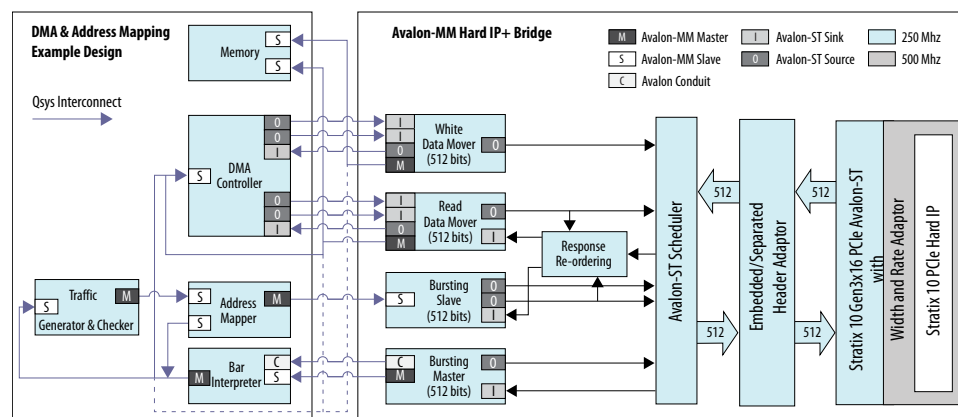 DMA & Address Mapping
Example Design
Qsys Interconnect
Memory
S
S
DMA
Controller
O
O
I
S
O
O
I
Traffic
Generator & Checker
M
S
Address
Mapper
S
M
S
Bar
Interpreter
C
S
M
Avalon-MM Hard IP+ Bridge
M Avalon-MM Master
S Avalon-MM Slave
C Avalon Conduit
I Avalon-ST Sink
O Avalon-ST Source
250 Mhz
500 Mhz
White
Data Mover
(512 bits)
I
I
O
M
O
Read
Data Mover
(512 bits)
I
I
O
M
O
I
Response
Re-ordering
Bursting
Slave
(512 bits)
S
O
O
I
Bursting
Master
(512 bits)
C
M
O
I
Avalon-ST Scheduler
512
512
Embedded/Separated
Header Adaptor
512
512
Stratix 10 Gen3x16 PCIe Avalon-ST
with
Width and Rate Adaptor
Stratix 10 PCIe Hard IP